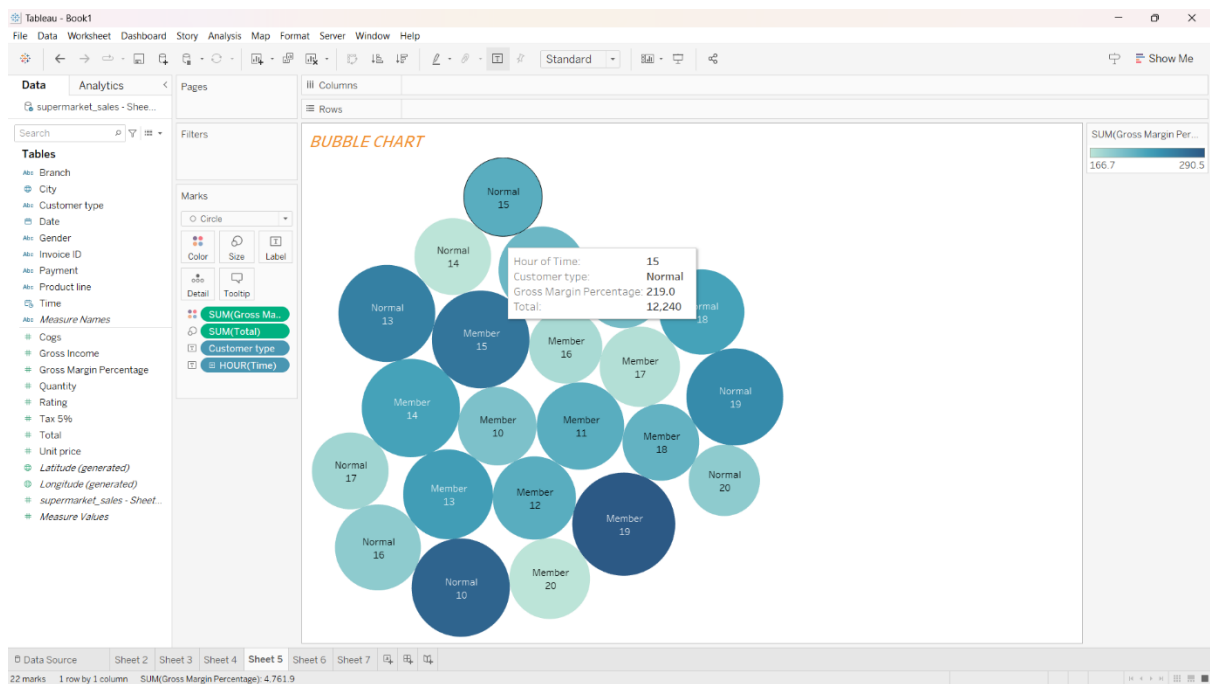 Tableau - Book1
File Data Worksheet Dashboard Story Analysis Map Format Server Window Help
Standard
Show Me
Data Analytics
supermarket_sales - Shee...
Search
Tables
Abc Branch
City
Abc Customer type
Date
Abc Gender
Abc Invoice ID
Abc Payment
Abc Product line
Time
Abc Measure Names
# Cogs
# Gross Income
# Gross Margin Percentage
# Quantity
# Rating
# Tax 5%
# Total
# Unit price
Latitude (generated)
Longitude (generated)
# supermarket_sales - Sheet...
# Measure Values
Pages
Filters
Marks
Circle
Color Size Label
Detail Tooltip
SUM(Gross Ma..
SUM(Total)
Customer type
HOUR(Time)
Columns
Rows
BUBBLE CHART
Normal
15
Normal
14
Hour of Time: 15
Customer type: Normal
Gross Margin Percentage: 219.0
Total: 12,240
Normal
13
rmal
18
Member
15
Member
16
Member
17
Normal
19
Member
14
Member
10
Member
11
Member
18
Normal
17
Normal
20
Member
13
Member
12
Member
19
Normal
16
Normal
10
Member
20
SUM(Gross Margin Per...
166.7 290.5
Data Source Sheet 2 Sheet 3 Sheet 4 Sheet 5 Sheet 6 Sheet 7
22 marks 1 row by 1 column SUM(Gross Margin Percentage): 4,761.9